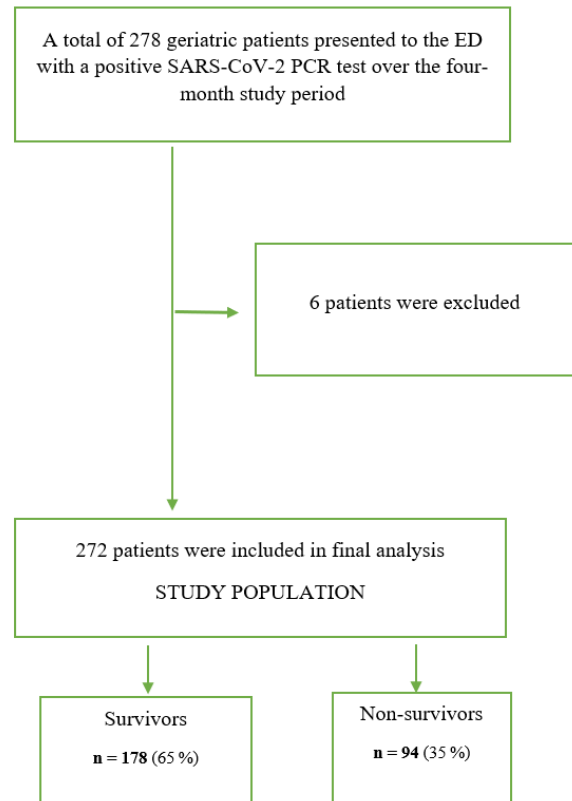 A total of 278 geriatric patients presented to the ED
with a positive SARS-CoV-2 PCR test over the four-
month study period
6 patients were excluded
272 patients were included in final analysis
STUDY POPULATION
Survivors
n = 178 (65 %)
Non-survivors
n = 94 (35 %)